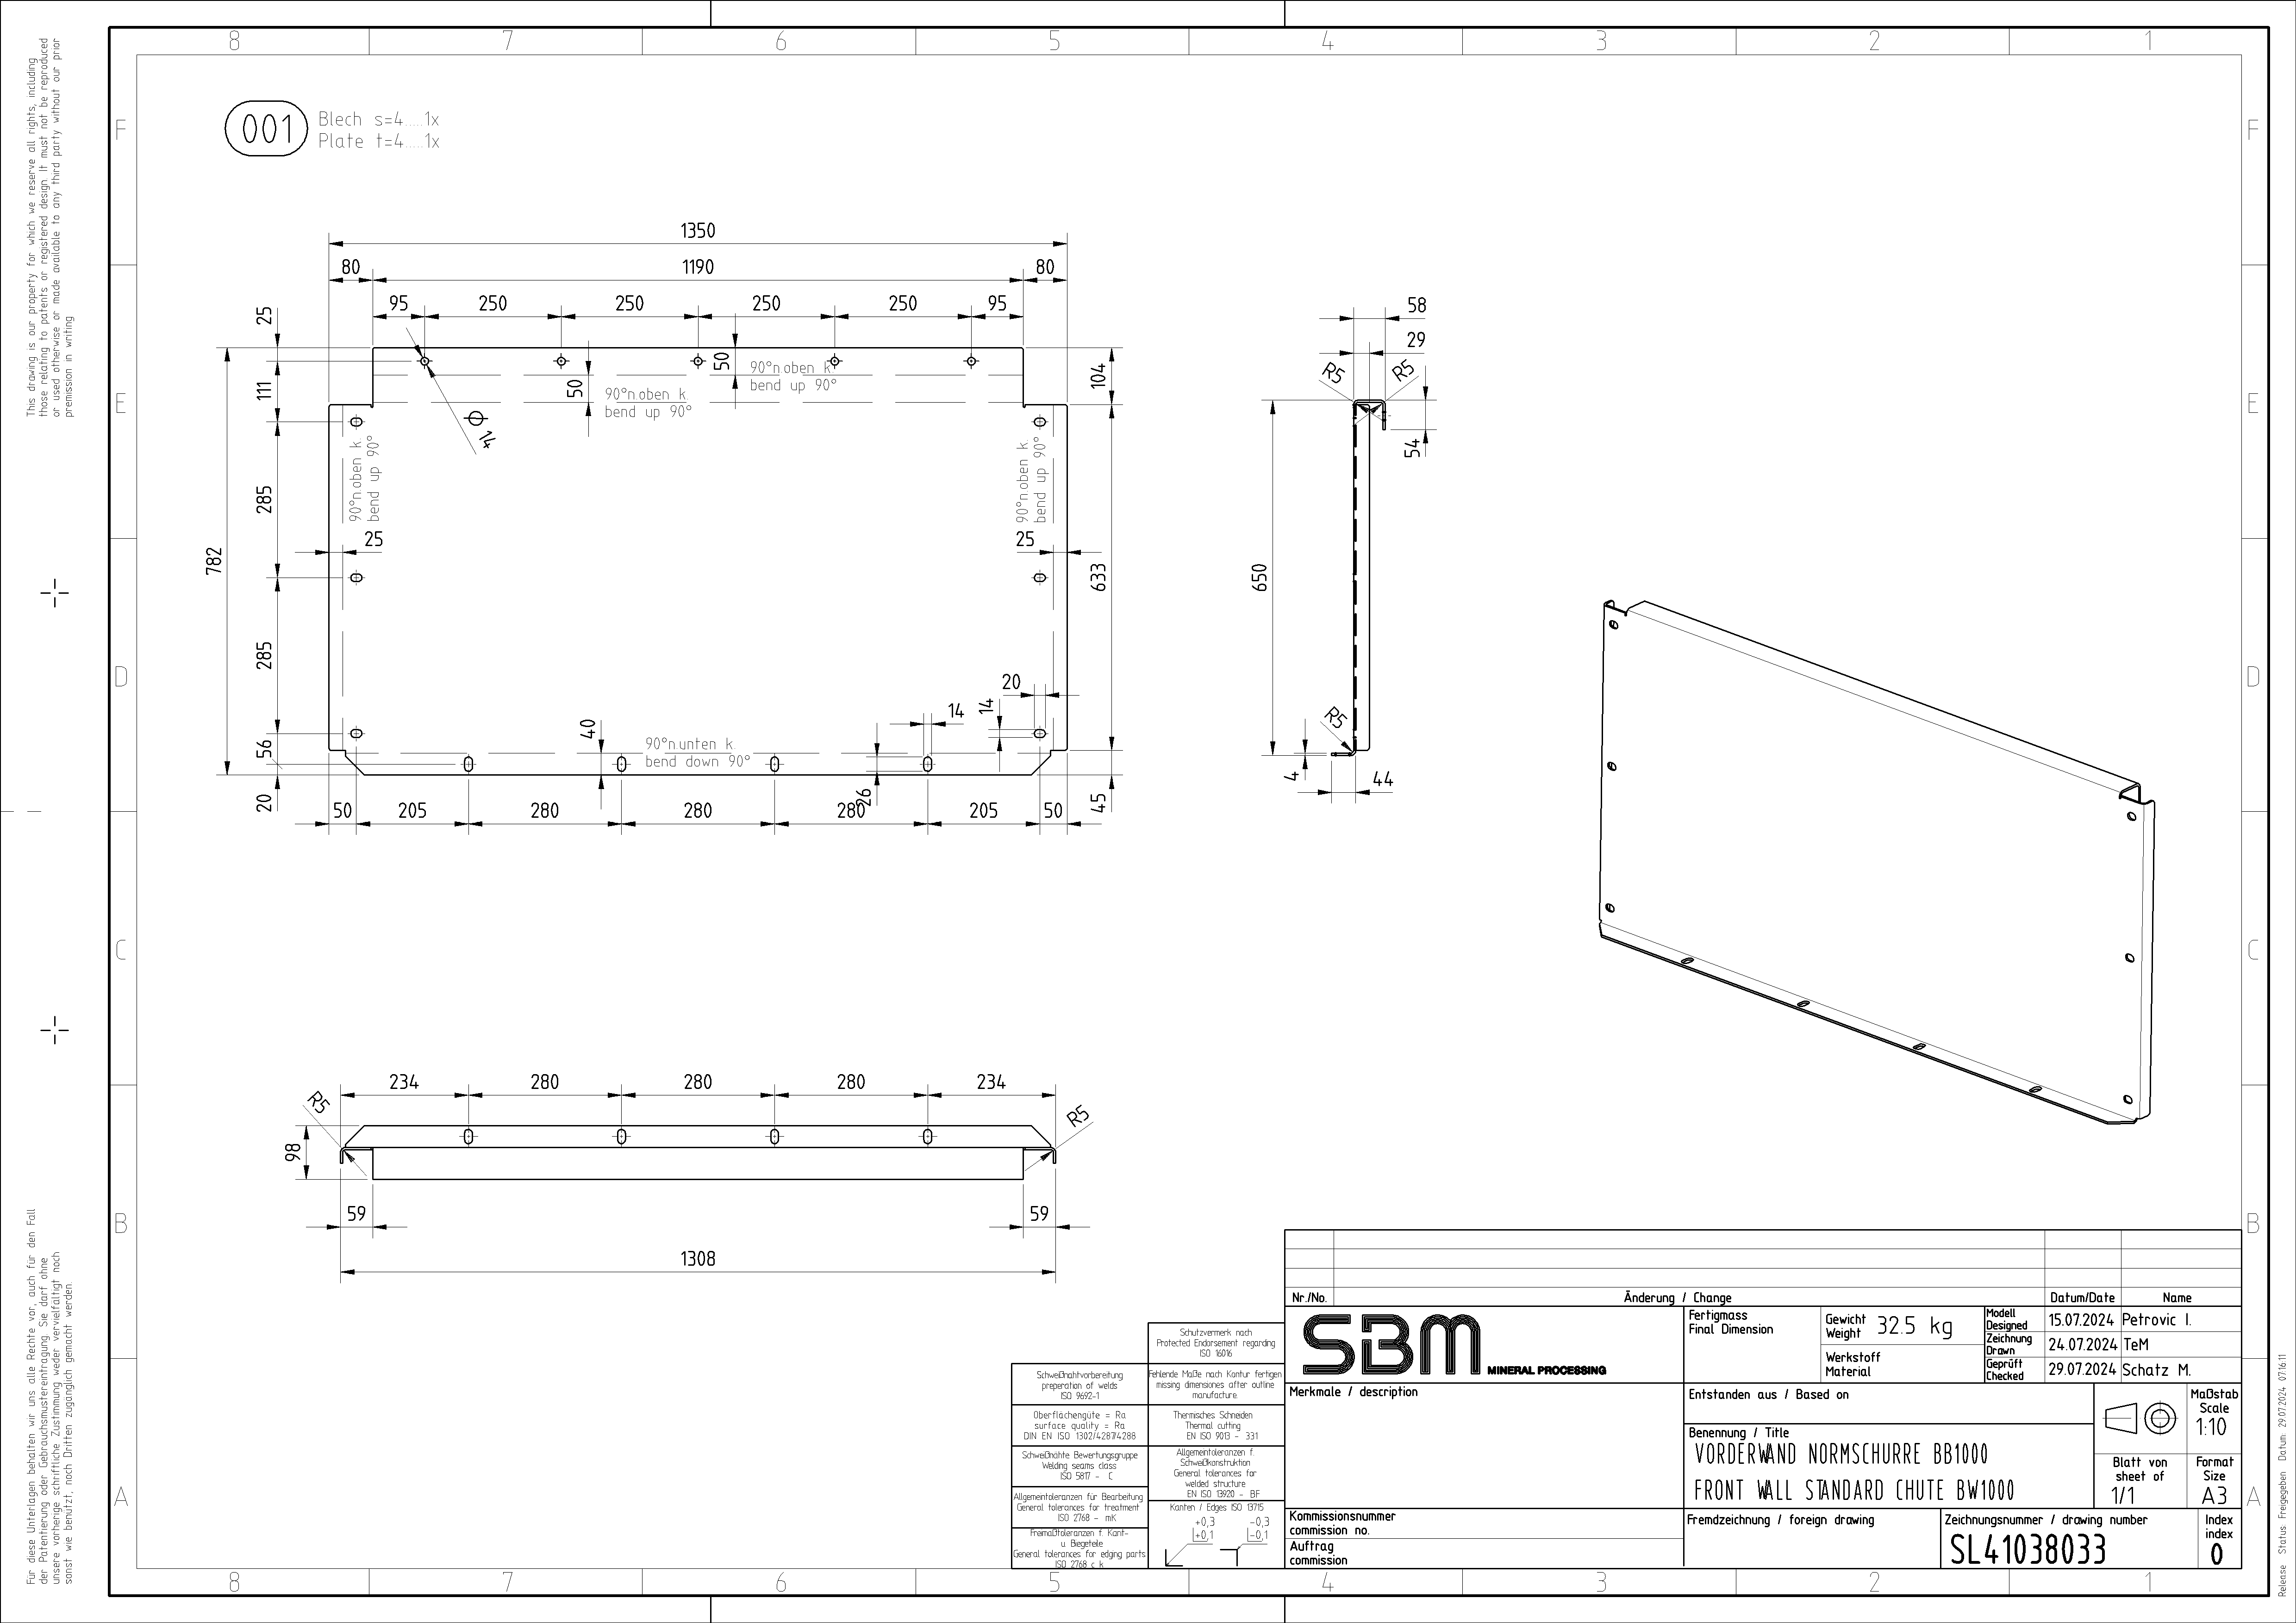 8 7 6 5 4 3 2 1
This drawing is our property for which we reserve all rights, including
those relating to patents or registered design. It must not be reproduced
or used otherwise or made available to any third party without our prior
premission in writing
F
E
D
C
B
A
F
E
D
C
B
A
001
Blech s=4.....1x
Plate t=4.....1x
1350
80 1190 80
95 250 250 250 250 95
25
111
285
285
56
20
782
Ø 14
50
90°n.oben k.
bend up 90°
50
90°n.oben k.
bend up 90°
90°n.oben k.
bend up 90°
90°n.oben k.
bend up 90°
25
25
104
633
45
20
14
14
40
90°n.unten k.
bend down 90°
26
50 205 280 280 280 205 50
58
29
R5
R5
54
650
R5
4
44
234 280 280 280 234
R5
R5
98
59
59
1308
Für diese Unterlagen behalten wir uns alle Rechte vor, auch für den Fall
der Patentierung oder Gebrauchsmustereintragung. Sie darf ohne
unsere vorherige schriftliche Zustimmung weder vervielfältigt noch
sonst wie benützt, noch Dritten zugänglich gemacht werden.
Schutzvermerk nach
Protected Endorsement regarding
ISO 16016
Schweißnahtvorbereitung
preperation of welds
ISO 9692-1
Fehlende Maße nach Kontur fertigen
missing dimensiones after outline
manufacture.
Oberflächengüte = Ra
surface quality = Ra
DIN EN ISO 1302/4287/4288
Thermisches Schneiden
Thermal cutting
EN ISO 9013 - 331
Schweißnähte Bewertungsgruppe
Welding seams class
ISO 5817 - C
Allgementoleranzen f.
Schweißkonstruktion
General tolerances for
welded structure
EN ISO 13920 - BF
Allgementoleranzen für Bearbeitung
General tolerances for treatment
ISO 2768 - mK
Kanten / Edges ISO 13715
+0,3
+0,1
-0,3
-0,1
Freimaßtoleranzen f. Kant-
u. Biegeteile
General tolerances for edging parts
ISO 2768 c k
Nr./No. Änderung / Change Datum/Date Name
SBM MINERAL PROCESSING
Fertigmass
Final Dimension
Gewicht
Weight
32.5 kg
Werkstoff
Material
Modell
Designed
15.07.2024 Petrovic I.
Zeichnung
Drawn
24.07.2024 TeM
Geprüft
Checked
29.07.2024 Schatz M.
Merkmale / description
Entstanden aus / Based on
Maßstab
Scale
1:10
Benennung / Title
VORDERWAND NORMSCHURRE BB1000
FRONT WALL STANDARD CHUTE BW1000
Blatt von
sheet of
1/1
Format
Size
A3
Kommissionsnummer
commission no.
Auftrag
commission
Fremdzeichnung / foreign drawing
Zeichnungsnummer / drawing number
SL41038033
Index
index
0
Release Status: Freigegeben Datum: 29.07.2024 07:16:11
8 7 6 5 4 3 2 1